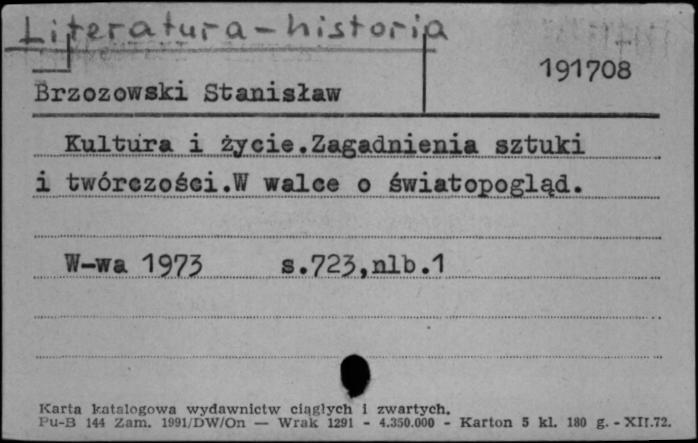 Literatura-historia
191708
Brzozowski Stanisław
Kultura i życie.Zagadnienia sztuki
i twórczości.W walce o światopogląd.
W-wa 1973 s.723,nlb.1
Karta katalogowa wydawnictw ciągłych i zwartych.
Pu-B 144 Zam. 1991/DW/On — Wrak 1291 - 4.350.000 - Karton 5 kl. 180 g. - XII.72.